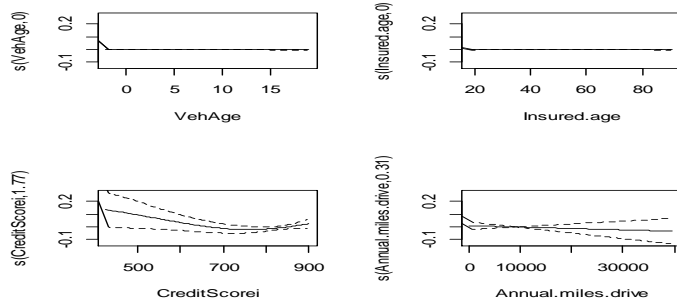 s(VehAge,0)
0.2
-0.1
0 5 10 15
VehAge
s(Insured.age,0)
0.2
-0.1
20 40 60 80
Insured.age
s(CreditScorei,1.77)
0.2
-0.1
500 700 900
CreditScorei
s(Annual.miles.drive,0.31)
0.2
-0.1
0 10000 30000
Annual.miles.drive